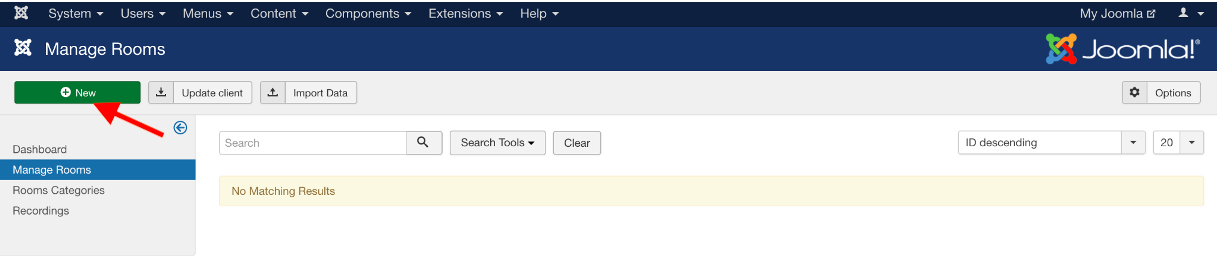 System Users Menus Content Components Extensions Help My Joomla
Manage Rooms Joomla!®
New Update client Import Data Options
Dashboard
Manage Rooms
Rooms Categories
Recordings
Search Search Tools Clear ID descending 20
No Matching Results